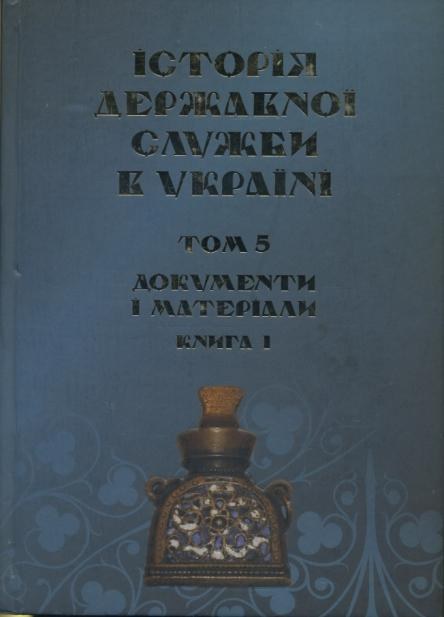 ІСТОРІЯ
ДЕРЖАВНОЇ
СЛУЖБИ
В УКРАЇНІ
ТОМ 5
ДОКУМЕНТИ
І МАТЕРІАЛИ
КНИГА 1